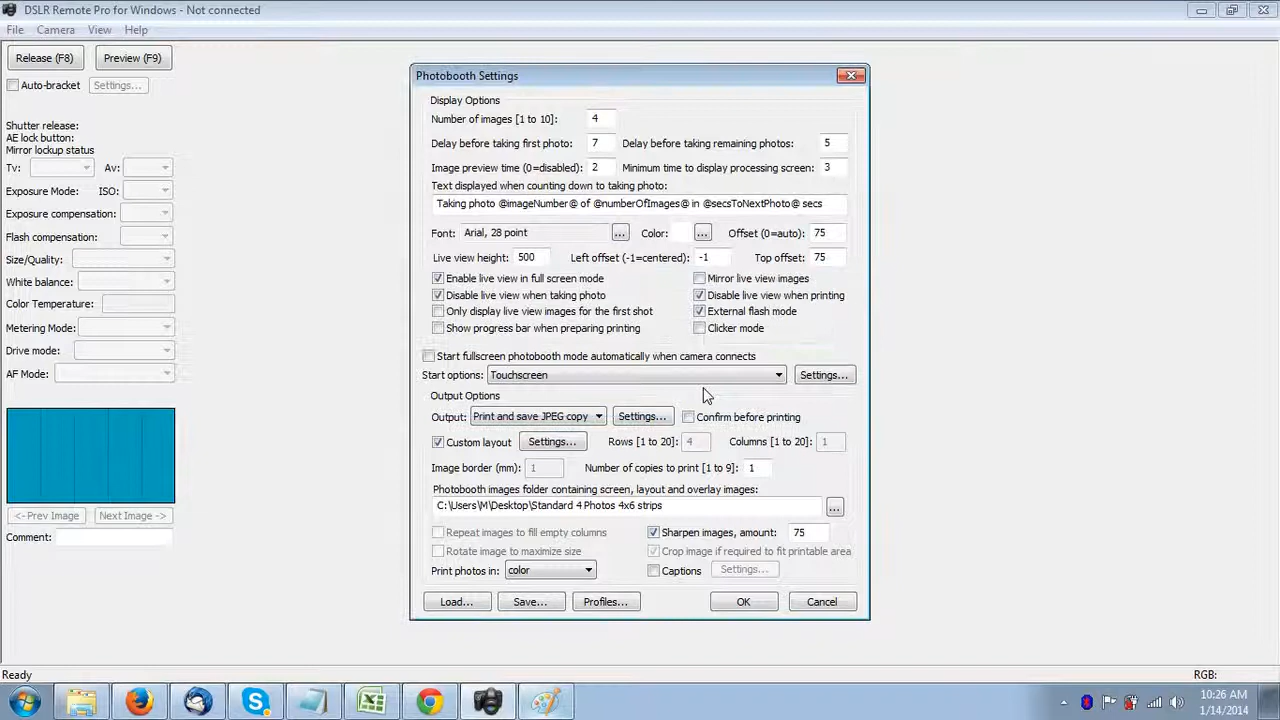 DSLR Remote Pro for Windows - Not connected
File Camera View Help
Release (F8) Preview (F9)
Auto-bracket Settings...
Shutter release:
AE lock button:
Mirror lockup status
Tv: Av:
Exposure Mode: ISO:
Exposure compensation:
Flash compensation:
Size/Quality:
White balance:
Color Temperature:
Metering Mode:
Drive mode:
AF Mode:
<- Prev Image Next Image ->
Comment:
Photobooth Settings
Display Options
Number of images [1 to 10]: 4
Delay before taking first photo: 7 Delay before taking remaining photos: 5
Image preview time (0=disabled): 2 Minimum time to display processing screen: 3
Text displayed when counting down to taking photo:
Taking photo @imageNumber@ of @numberOfImages@ in @secsToNextPhoto@ secs
Font: Arial, 28 point ... Color: ... Offset (0=auto): 75
Live view height: 500 Left offset (-1=centered): -1 Top offset: 75
Enable live view in full screen mode Mirror live view images
Disable live view when taking photo Disable live view when printing
Only display live view images for the first shot External flash mode
Show progress bar when preparing printing Clicker mode
Start fullscreen photobooth mode automatically when camera connects
Start options: Touchscreen Settings...
Output Options
Output: Print and save JPEG copy Settings... Confirm before printing
Custom layout Settings... Rows [1 to 20]: 4 Columns [1 to 20]: 1
Image border (mm): 1 Number of copies to print [1 to 9]: 1
Photobooth images folder containing screen, layout and overlay images:
C:\Users\M\Desktop\Standard 4 Photos 4x6 strips ...
Repeat images to fill empty columns Sharpen images, amount: 75
Rotate image to maximize size Crop image if required to fit printable area
Print photos in: color Captions Settings...
Load... Save... Profiles... OK Cancel
Ready RGB:
10:26 AM
1/14/2014